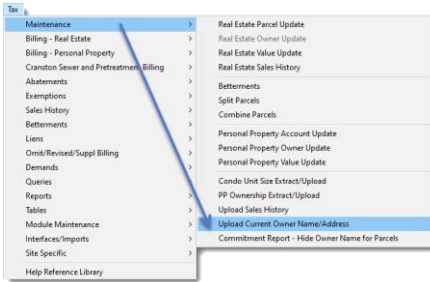 Tax
Maintenance
Billing - Real Estate
Billing - Personal Property
Cranston Sewer and Pretreatment Billing
Abatements
Exemptions
Sales History
Betterments
Liens
Omit/Revised/Suppl Billing
Demands
Queries
Reports
Tables
Module Maintenance
Interfaces/Imports
Site Specific
Help Reference Library
Real Estate Parcel Update
Real Estate Owner Update
Real Estate Value Update
Real Estate Sales History
Betterments
Split Parcels
Combine Parcels
Personal Property Account Update
Personal Property Owner Update
Personal Property Value Update
Condo Unit Size Extract/Upload
PP Ownership Extract/Upload
Upload Sales History
Upload Current Owner Name/Address
Commitment Report - Hide Owner Name for Parcels